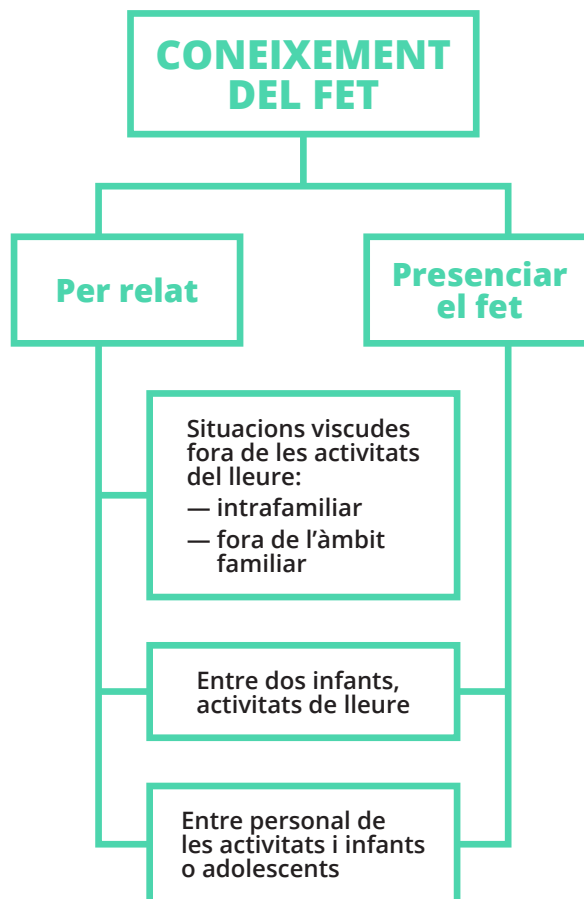 CONEIXEMENT
DEL FET
Per relat
Presenciar
el fet
Situacions viscudes
fora de les activitats
del lleure:
— intrafamiliar
— fora de l’àmbit
familiar
Entre dos infants,
activitats de lleure
Entre personal de
les activitats i infants
o adolescents